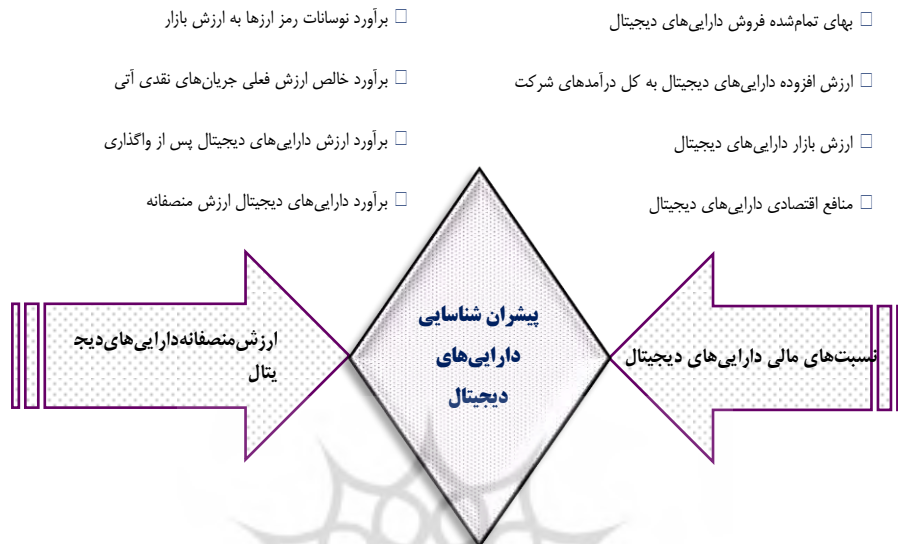 بهای تمام‌شده فروش دارایی‌های دیجیتال
ارزش افزوده دارایی‌های دیجیتال به کل درآمدهای شرکت
ارزش بازار دارایی‌های دیجیتال
منافع اقتصادی دارایی‌های دیجیتال
برآورد نوسانات رمز ارزها به ارزش بازار
برآورد خالص ارزش فعلی جریان‌های نقدی آتی
برآورد ارزش دارایی‌های دیجیتال پس از واگذاری
برآورد دارایی‌های دیجیتال ارزش منصفانه
نسبت‌های مالی دارایی‌های دیجیتال
پیشران شناسایی
دارایی‌های
دیجیتال
ارزش‌منصفانه‌دارایی‌های‌دیج
یتال